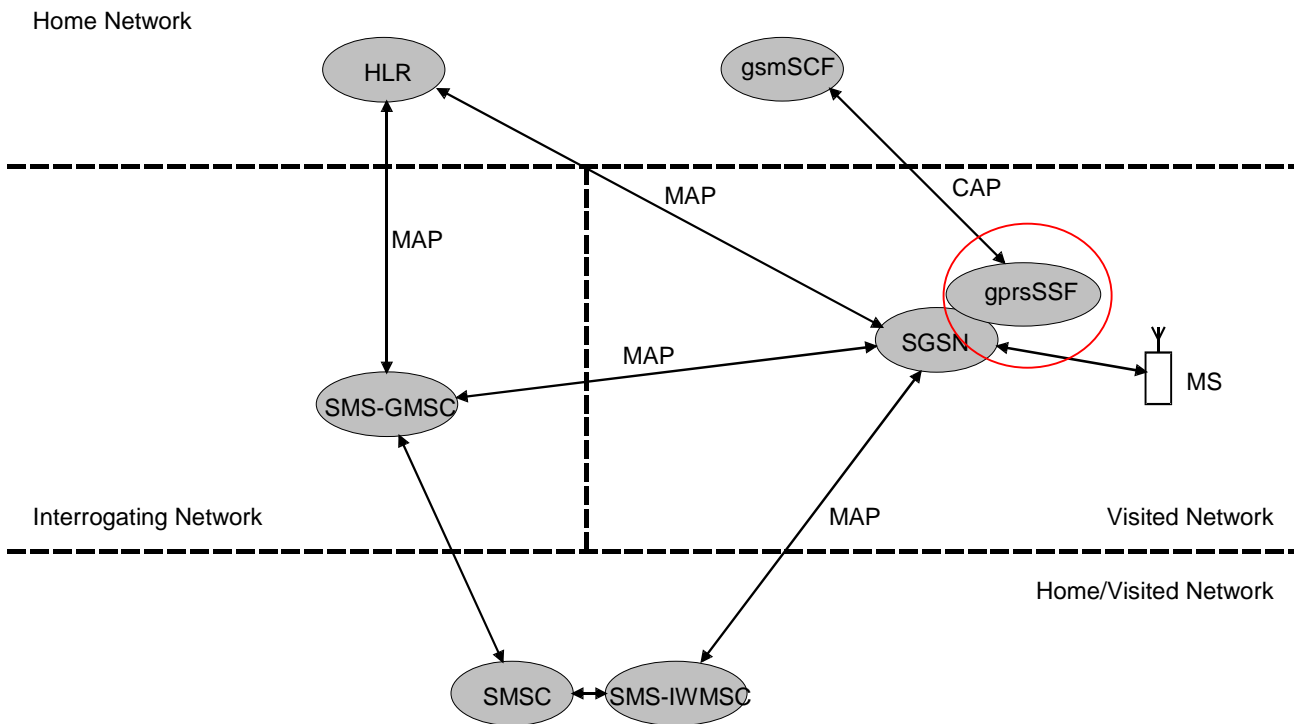 Home Network
HLR
gsmSCF
MAP
CAP
MAP
gprsSSF
SGSN
MAP
MS
SMS-GMSC
Interrogating Network
MAP
Visited Network
Home/Visited Network
SMSC
SMS-IWMSC